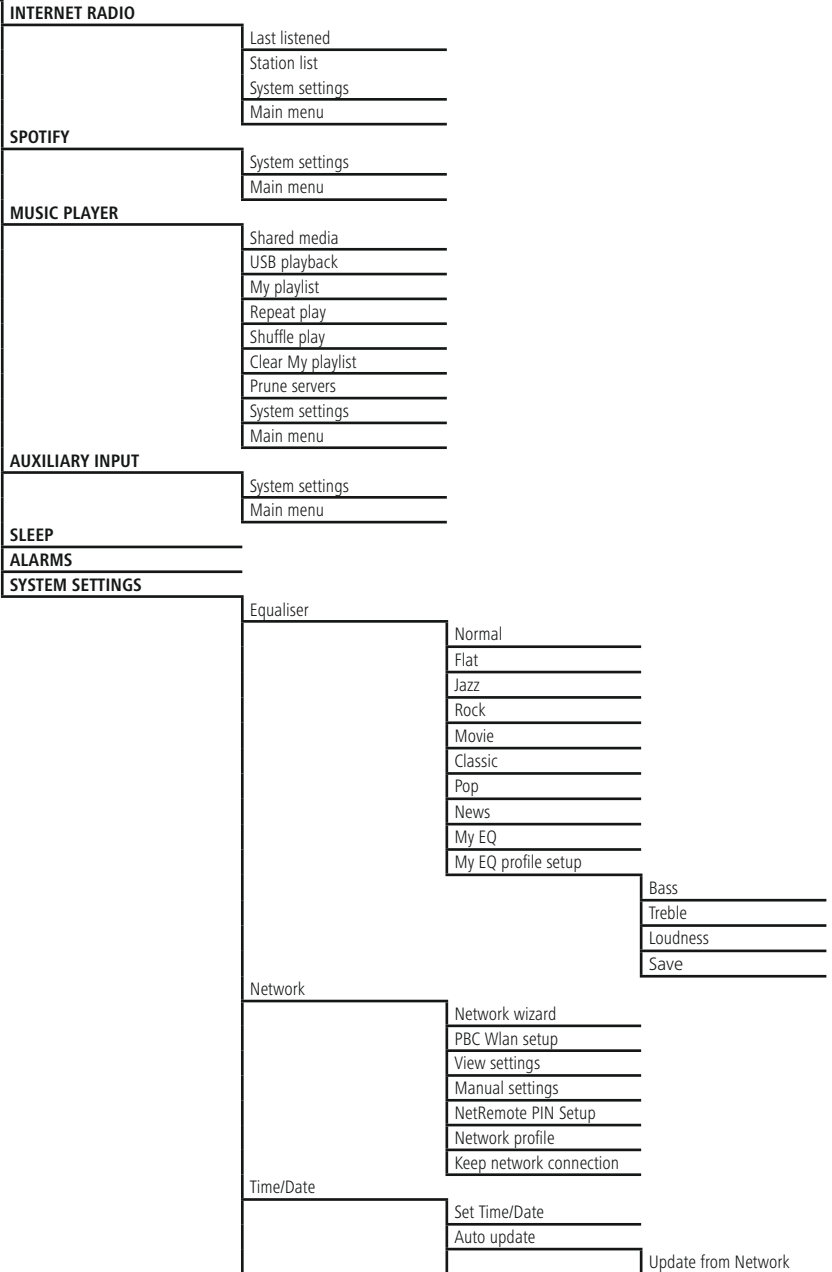 INTERNET RADIO
Last listened
Station list
System settings
Main menu
SPOTIFY
System settings
Main menu
MUSIC PLAYER
Shared media
USB playback
My playlist
Repeat play
Shuffle play
Clear My playlist
Prune servers
System settings
Main menu
AUXILIARY INPUT
System settings
Main menu
SLEEP
ALARMS
SYSTEM SETTINGS
Equaliser
Normal
Flat
Jazz
Rock
Movie
Classic
Pop
News
My EQ
My EQ profile setup
Bass
Treble
Loudness
Save
Network
Network wizard
PBC Wlan setup
View settings
Manual settings
NetRemote PIN Setup
Network profile
Keep network connection
Time/Date
Set Time/Date
Auto update
Update from Network